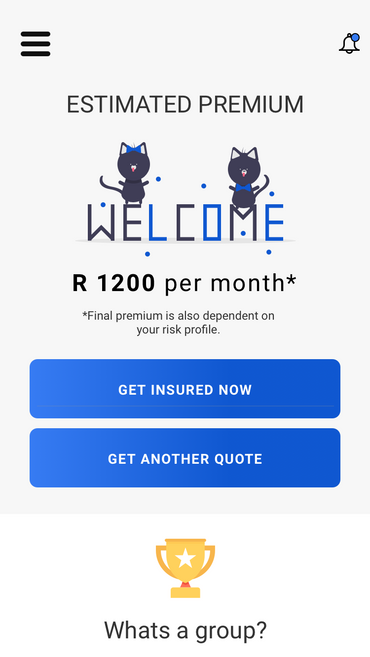 ESTIMATED PREMIUM
WELCOME
R 1200 per month*
*Final premium is also dependent on
your risk profile.
GET INSURED NOW
GET ANOTHER QUOTE
Whats a group?